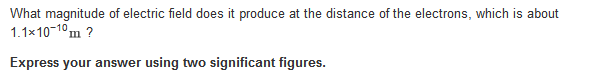 What magnitude of electric field does it produce at the distance of the electrons, which is about
1.1×10⁻¹⁰ m ?
Express your answer using two significant figures.